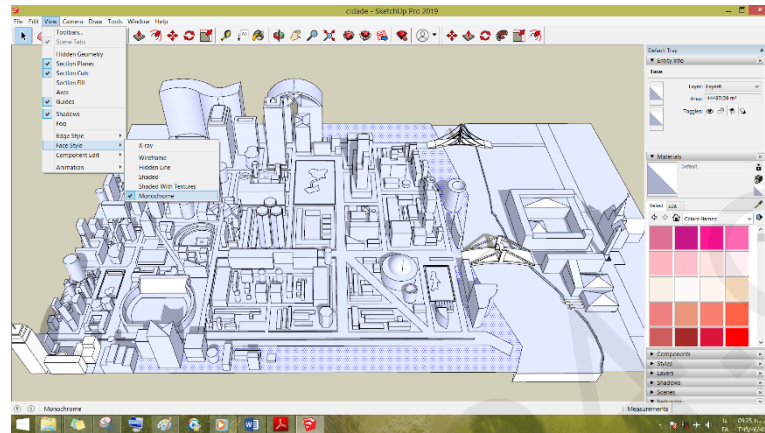 cidade - SketchUp Pro 2019
File Edit View Camera Draw Tools Window Help
Toolbars...
Scene Tabs
Hidden Geometry
Section Planes
Section Cuts
Section Fill
Axis
Guides
Shadows
Fog
Edge Style
Face Style
Component Edit
Animation
X-ray
Wireframe
Hidden Line
Shaded
Shaded With Textures
Monochrome
Default Tray
Entity Info
Face
Layer: Layer0
Area:
Toggles:
Materials
Default
Select Edit
Colors-Named
Components
Styles
Layers
Shadows
Scenes
Monochrome
Measurements